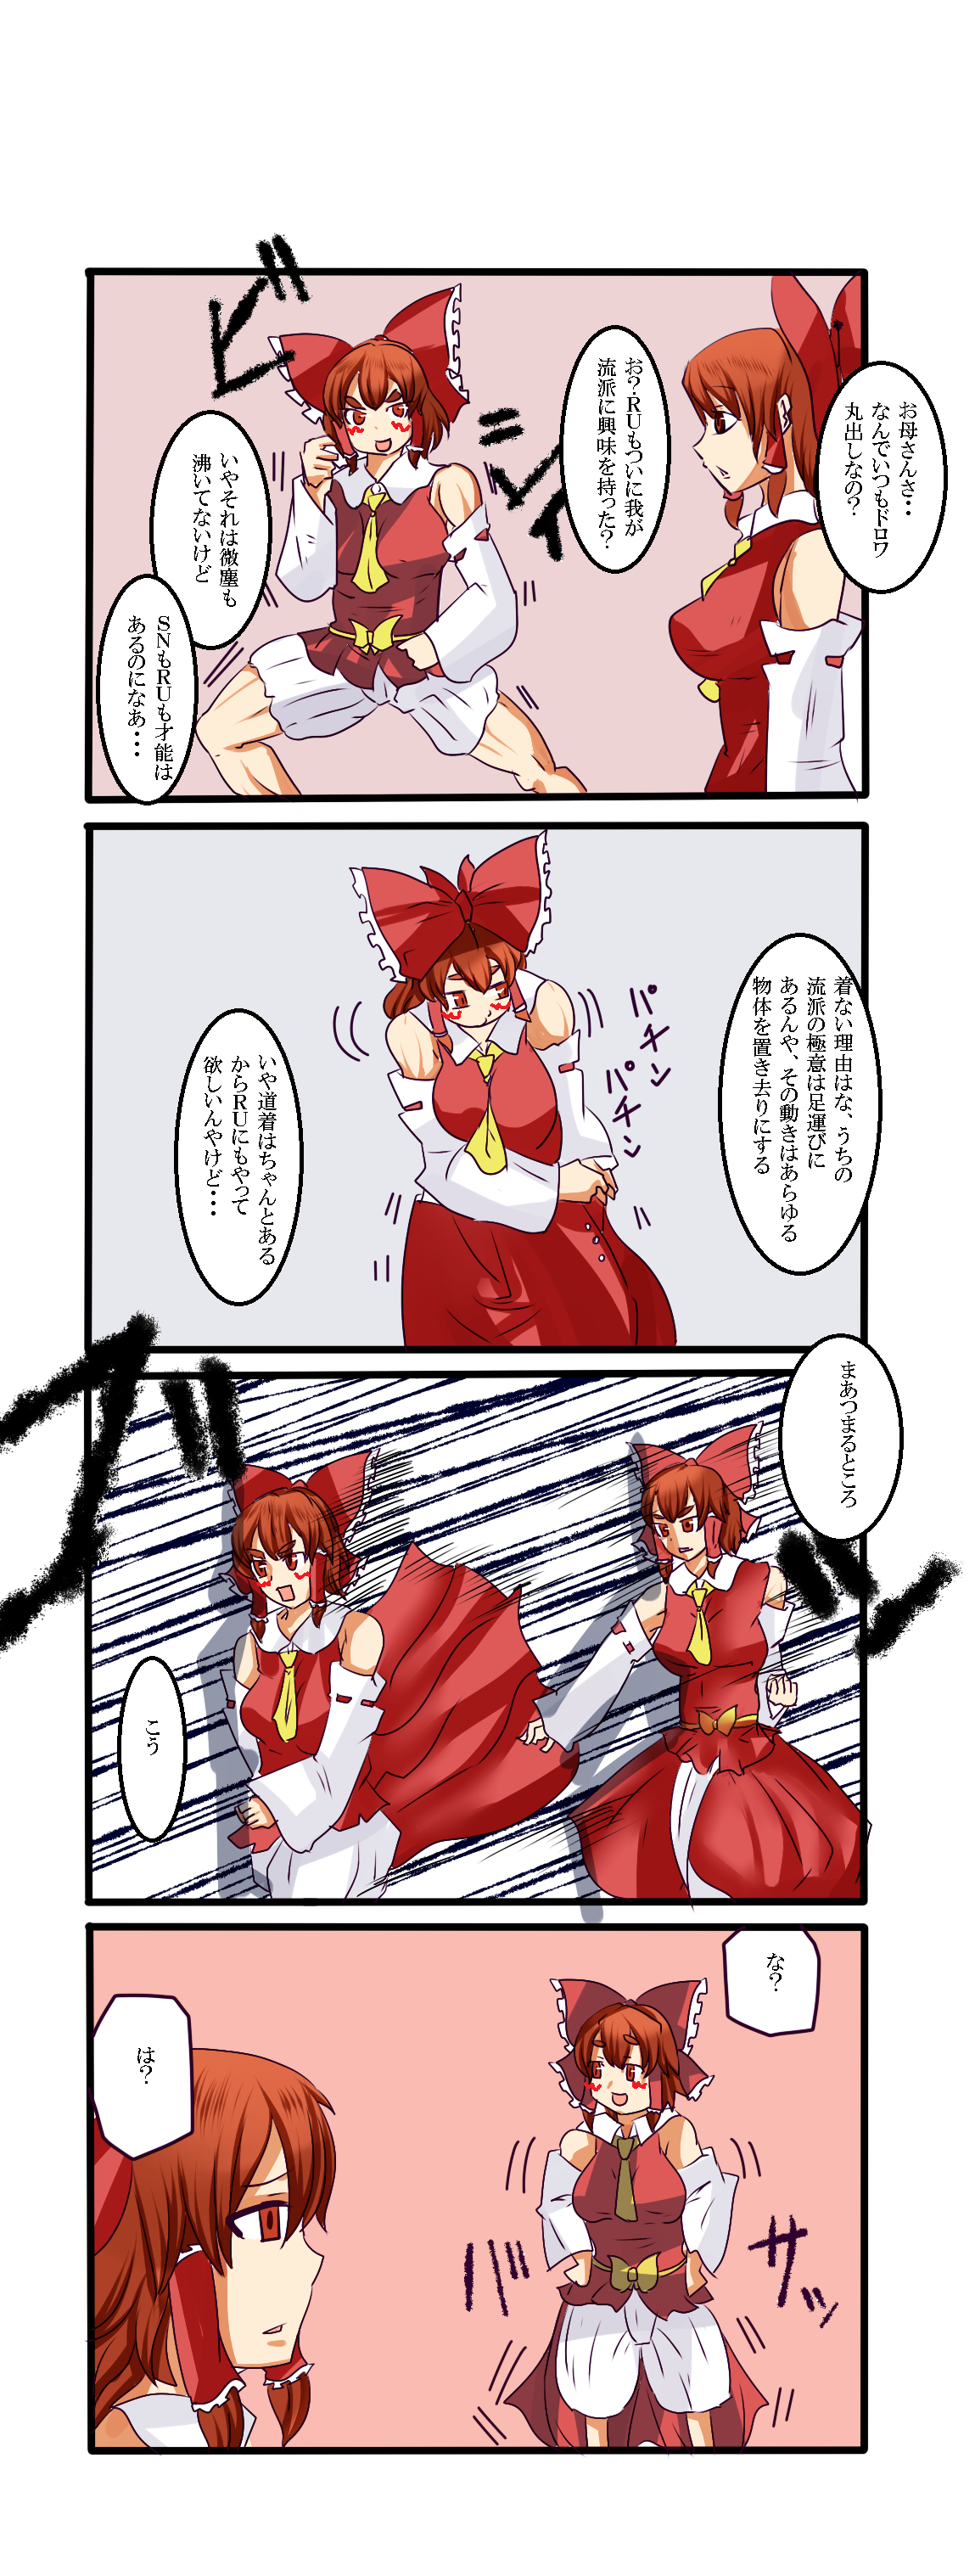 お母さんさ・・
なんでいつもドロワ
丸出しなの？
お？RUもついに我が
流派に興味を持った？
ビシ
いやそれは微塵も
沸いてないけど
SNもRUも才能は
あるのになあ・・・
着ない理由はな、うちの
流派の極意は足運びに
あるんや、その動きはあらゆる
物体を置き去りにする
パチン
パチン
いや道着はちゃんとある
からRUにもやって
欲しいんやけど・・・
まあつまるところ
こう
な？
バサッ
は？